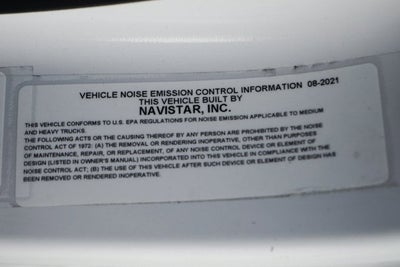 VEHICLE NOISE EMISSION CONTROL INFORMATION 08-2021
THIS VEHICLE BUILT BY
NAVISTAR, INC.
THIS VEHICLE CONFORMS TO U.S. EPA REGULATIONS FOR NOISE EMISSION APPLICABLE TO MEDIUM
AND HEAVY TRUCKS.
THE FOLLOWING ACTS OR THE CAUSING THEREOF BY ANY PERSON ARE PROHIBITED BY THE NOISE
CONTROL ACT OF 1972: (A) THE REMOVAL OR RENDERING INOPERATIVE, OTHER THAN PURPOSES
OF MAINTENANCE, REPAIR, OR REPLACEMENT, OF ANY NOISE CONTROL DEVICE OR ELEMENT OF
DESIGN (LISTED IN OWNER'S MANUAL) INCORPORATED INTO THIS VEHICLE IN COMPLIANCE WITH THE
NOISE CONTROL ACT; (B) THE USE OF THIS VEHICLE AFTER SUCH DEVICE OR ELEMENT OF DESIGN HAS
BEEN REMOVED OR RENDERED INOPERATIVE.